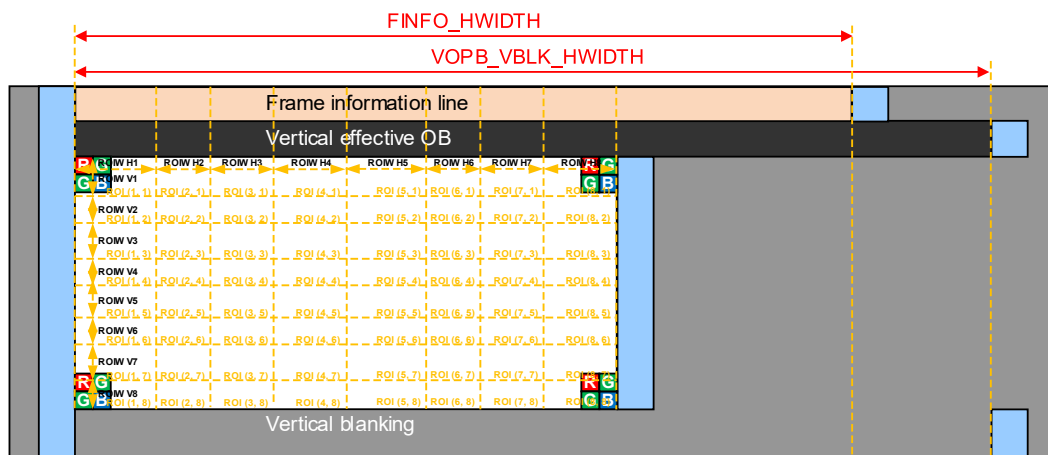 FINFO_HWIDTH
VOPB_VBLK_HWIDTH
Frame information line
Vertical effective OB
R G ROIW H1 ROIW H2 ROIW H3 ROIW H4 ROIW H5 ROIW H6 ROIW H7 ROIW H8 R G
ROIW V1
G B G B
ROI (1, 1) ROI (2, 1) ROI (3, 1) ROI (4, 1) ROI (5, 1) ROI (6, 1) ROI (7, 1) ROI (8, 1)
ROIW V2
ROI (1, 2) ROI (2, 2) ROI (3, 2) ROI (4, 2) ROI (5, 2) ROI (6, 2) ROI (7, 2) ROI (8, 2)
ROIW V3
ROI (1, 3) ROI (2, 3) ROI (3, 3) ROI (4, 3) ROI (5, 3) ROI (6, 3) ROI (7, 3) ROI (8, 3)
ROIW V4
ROI (1, 4) ROI (2, 4) ROI (3, 4) ROI (4, 4) ROI (5, 4) ROI (6, 4) ROI (7, 4) ROI (8, 4)
ROIW V5
ROI (1, 5) ROI (2, 5) ROI (3, 5) ROI (4, 5) ROI (5, 5) ROI (6, 5) ROI (7, 5) ROI (8, 5)
ROIW V6
ROI (1, 6) ROI (2, 6) ROI (3, 6) ROI (4, 6) ROI (5, 6) ROI (6, 6) ROI (7, 6) ROI (8, 6)
ROIW V7
ROI (1, 7) ROI (2, 7) ROI (3, 7) ROI (4, 7) ROI (5, 7) ROI (6, 7) ROI (7, 7)
R G R G
ROIW V8
G B G B
ROI (1, 8) ROI (2, 8) ROI (3, 8) ROI (4, 8) ROI (5, 8) ROI (6, 8) ROI (7, 8)
Vertical blanking